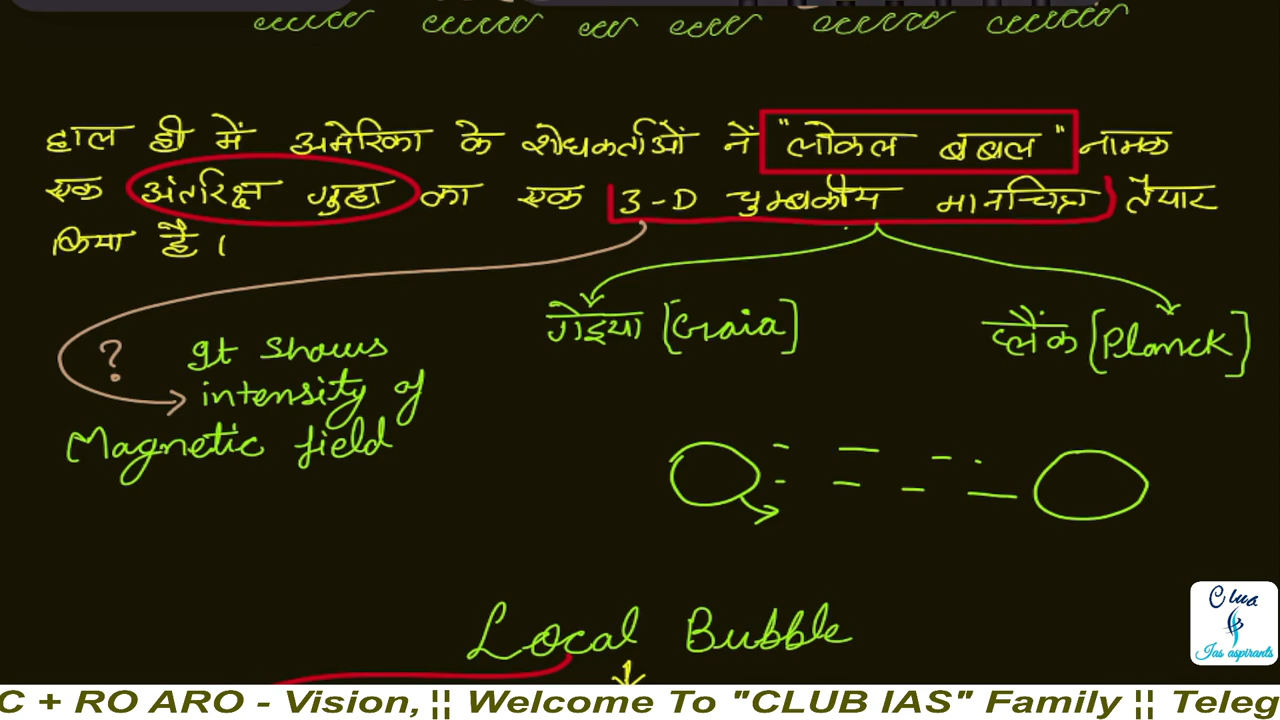 हाल ही में अमेरिका के शोधकर्ताओं नें "लोकल बबल" नामक
एक अंतरिक्ष गुहा का एक 3-D चुम्बकीय मानचित्र तैयार
किया है।
गेइया [Gaia]
प्लैंक [Planck]
? It shows
intensity of
Magnetic field
Local Bubble
Club
Ias aspirants
C + RO ARO - Vision, ¦¦ Welcome To "CLUB IAS" Family ¦¦ Teleg